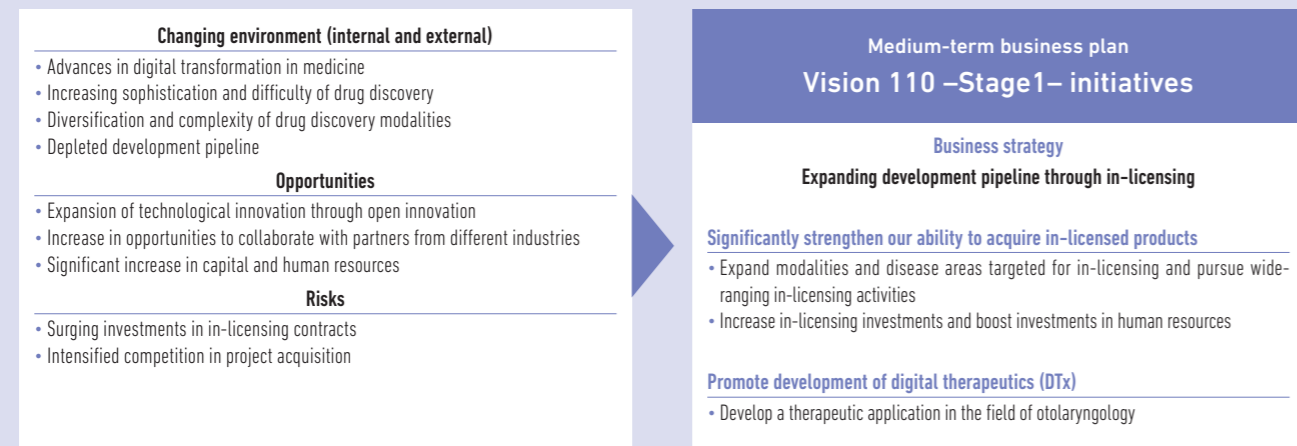 Changing environment (internal and external)
• Advances in digital transformation in medicine
• Increasing sophistication and difficulty of drug discovery
• Diversification and complexity of drug discovery modalities
• Depleted development pipeline
Opportunities
• Expansion of technological innovation through open innovation
• Increase in opportunities to collaborate with partners from different industries
• Significant increase in capital and human resources
Risks
• Surging investments in in-licensing contracts
• Intensified competition in project acquisition
Medium-term business plan
Vision 110 –Stage1– initiatives
Business strategy
Expanding development pipeline through in-licensing
Significantly strengthen our ability to acquire in-licensed products
• Expand modalities and disease areas targeted for in-licensing and pursue wide-
ranging in-licensing activities
• Increase in-licensing investments and boost investments in human resources
Promote development of digital therapeutics (DTx)
• Develop a therapeutic application in the field of otolaryngology